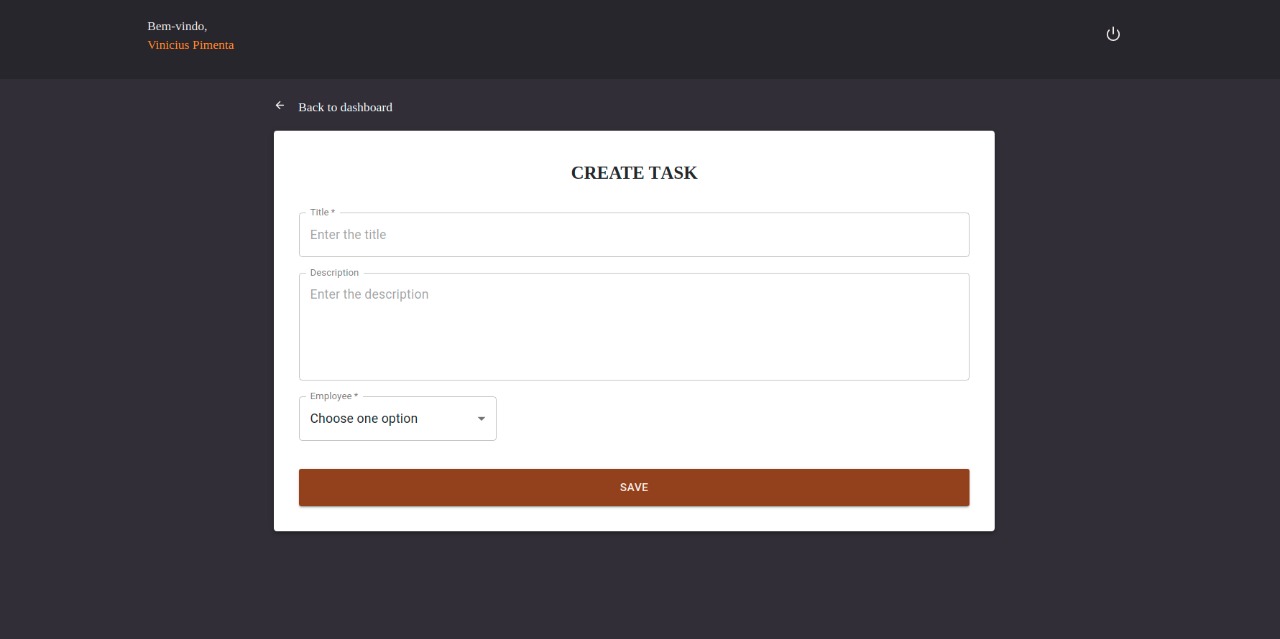 Bem-vindo,
Vinicius Pimenta
Back to dashboard
CREATE TASK
Title *
Enter the title
Description
Enter the description
Employee *
Choose one option
SAVE